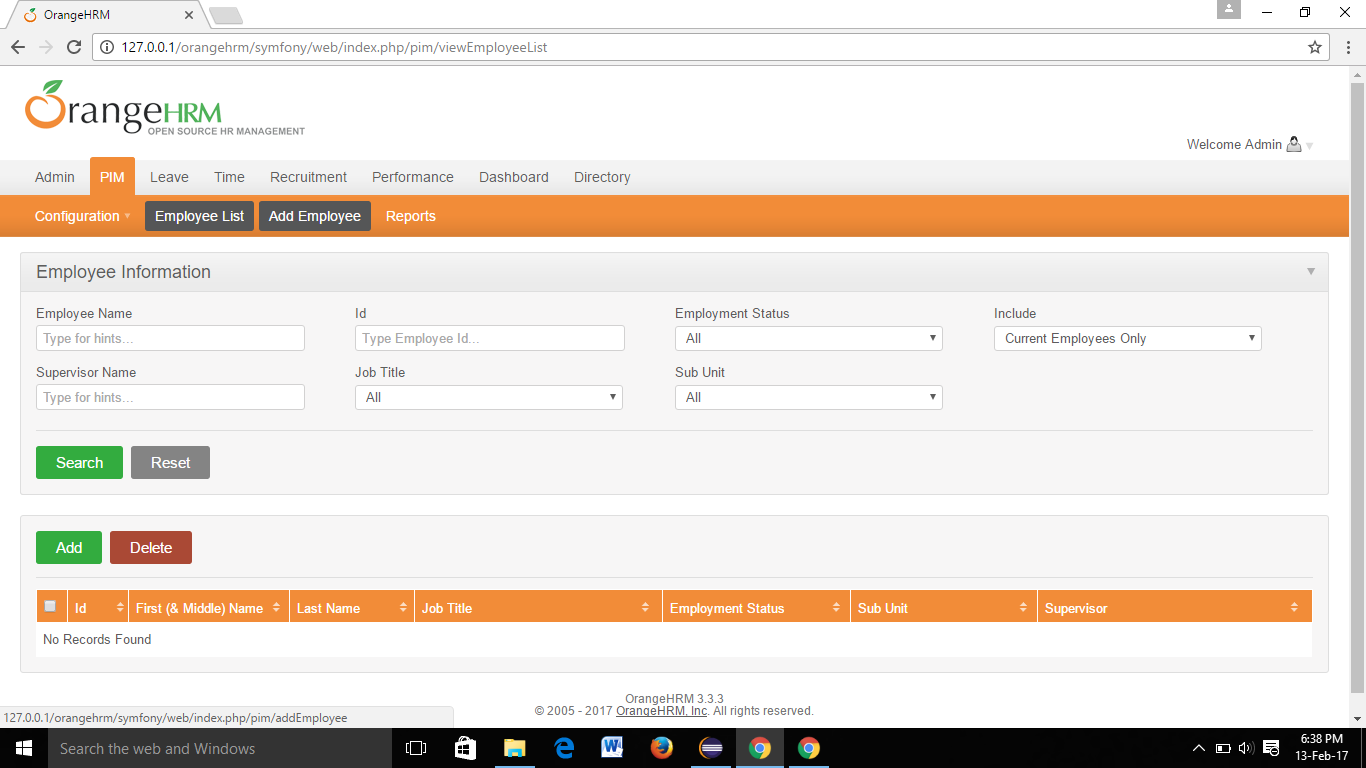 OrangeHRM
127.0.0.1/orangehrm/symfony/web/index.php/pim/viewEmployeeList
OrangeHRM
OPEN SOURCE HR MANAGEMENT
Welcome Admin
Admin PIM Leave Time Recruitment Performance Dashboard Directory
Configuration Employee List Add Employee Reports
Employee Information
Employee Name Id Employment Status Include
Type for hints... Type Employee Id... All Current Employees Only
Supervisor Name Job Title Sub Unit
Type for hints... All All
Search Reset
Add Delete
Id First (& Middle) Name Last Name Job Title Employment Status Sub Unit Supervisor
No Records Found
OrangeHRM 3.3.3
© 2005 - 2017 OrangeHRM, Inc. All rights reserved.
127.0.0.1/orangehrm/symfony/web/index.php/pim/addEmployee
Search the web and Windows
6:38 PM
13-Feb-17